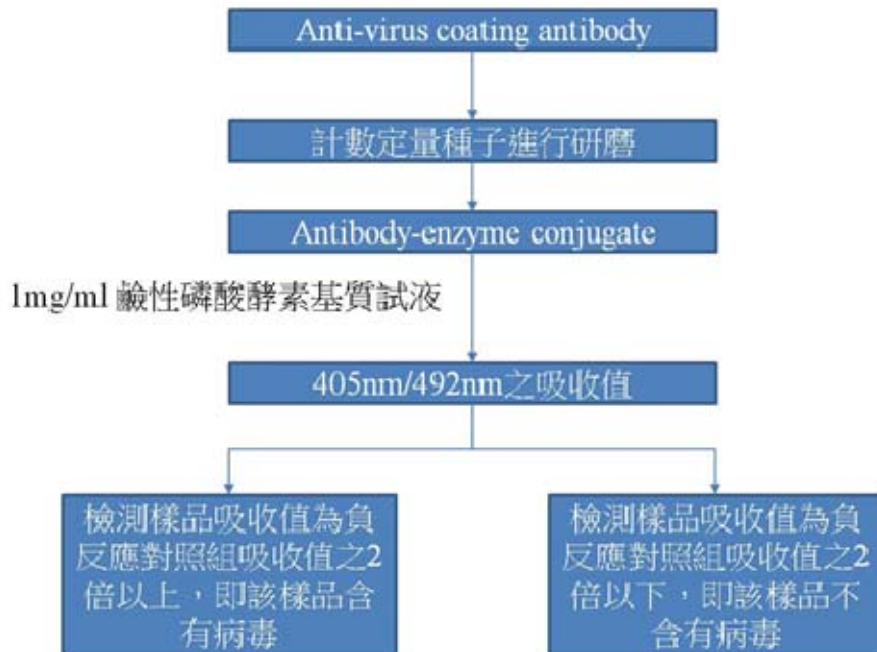 Anti-virus coating antibody
計數定量種子進行研磨
Antibody-enzyme conjugate
1mg/ml 鹼性磷酸酵素基質試液
405nm/492nm之吸收值
檢測樣品吸收值為負
反應對照組吸收值之2
倍以上，即該樣品含
有病毒
檢測樣品吸收值為負
反應對照組吸收值之2
倍以下，即該樣品不
含有病毒